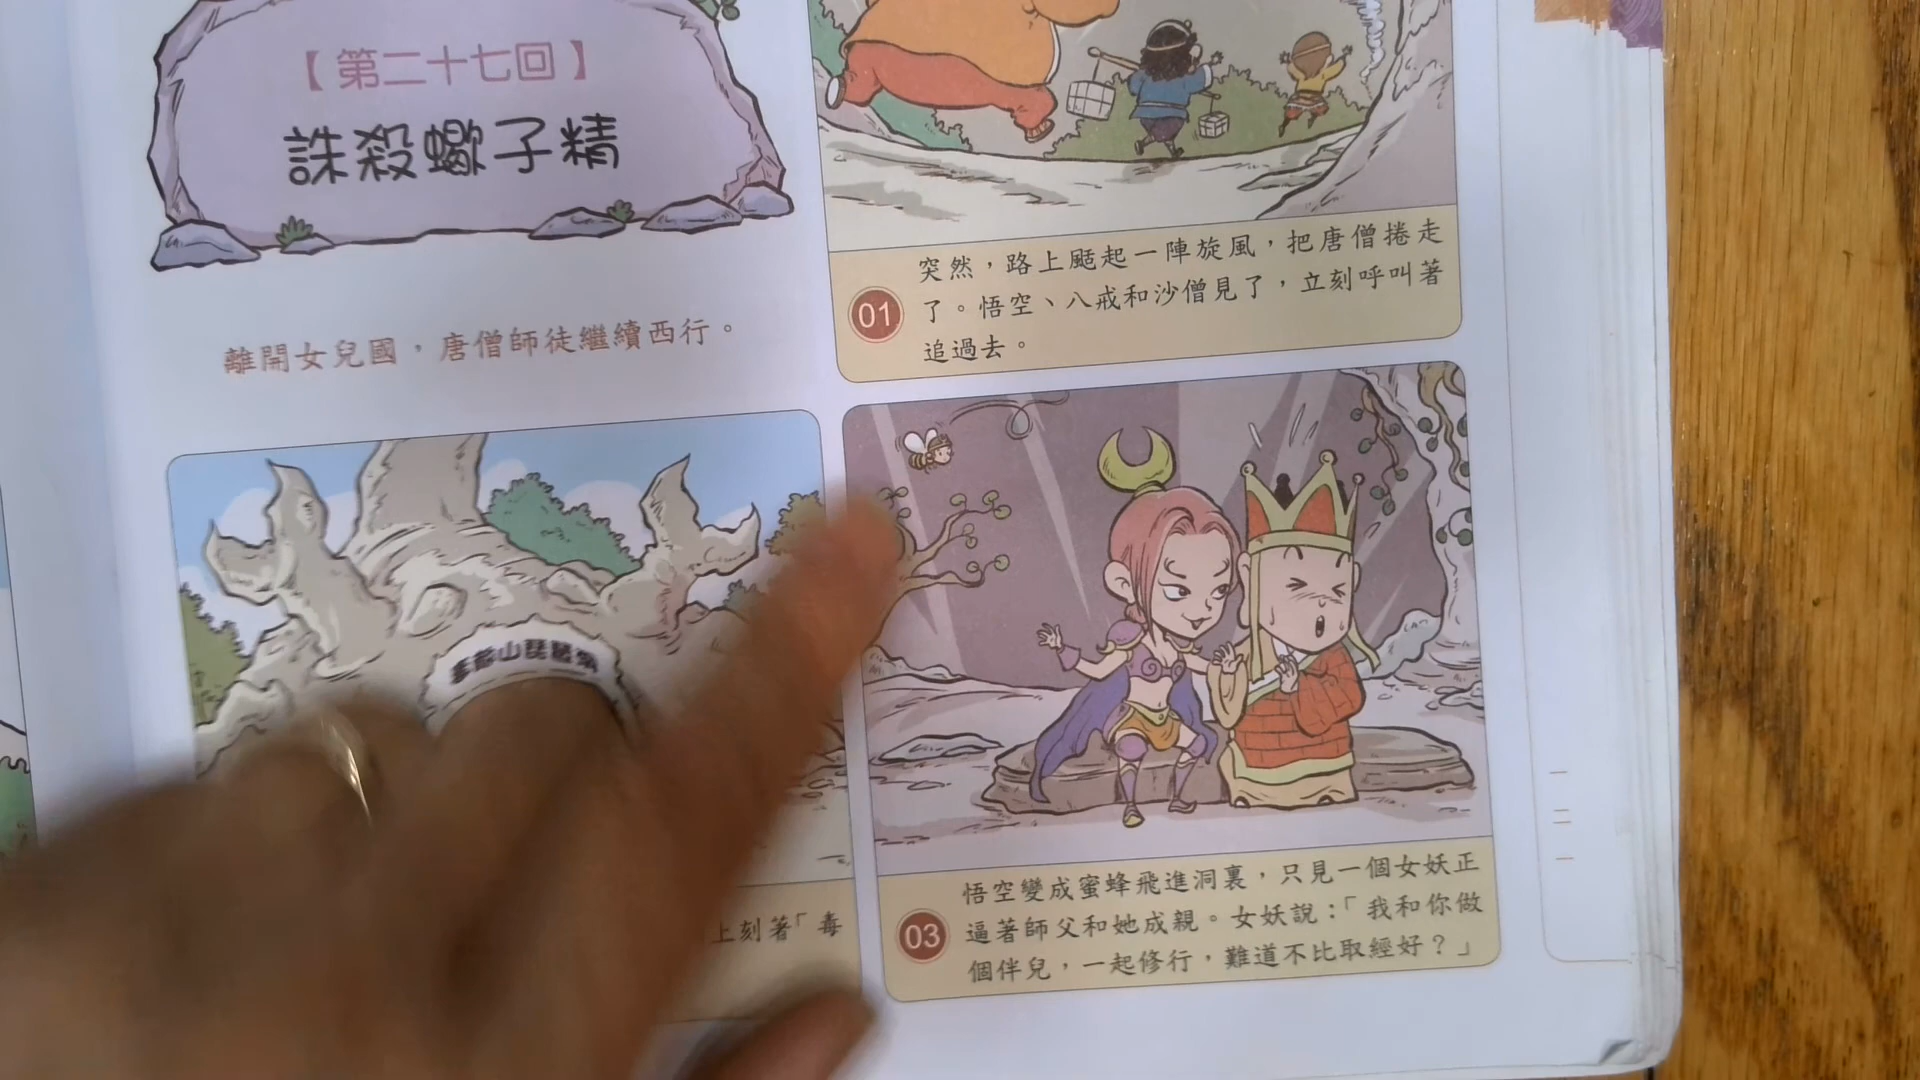 【第二十七回】
誅殺蠍子精
離開女兒國，唐僧師徒繼續西行。
突然，路上颳起一陣旋風，把唐僧捲走
01
了。悟空、八戒和沙僧見了，立刻呼叫著
追過去。
毒敵山琵琶洞
上刻著「毒
悟空變成蜜蜂飛進洞裏，只見一個女妖正
03
逼著師父和她成親。女妖說：「我和你做
個伴兒，一起修行，難道不比取經好？」